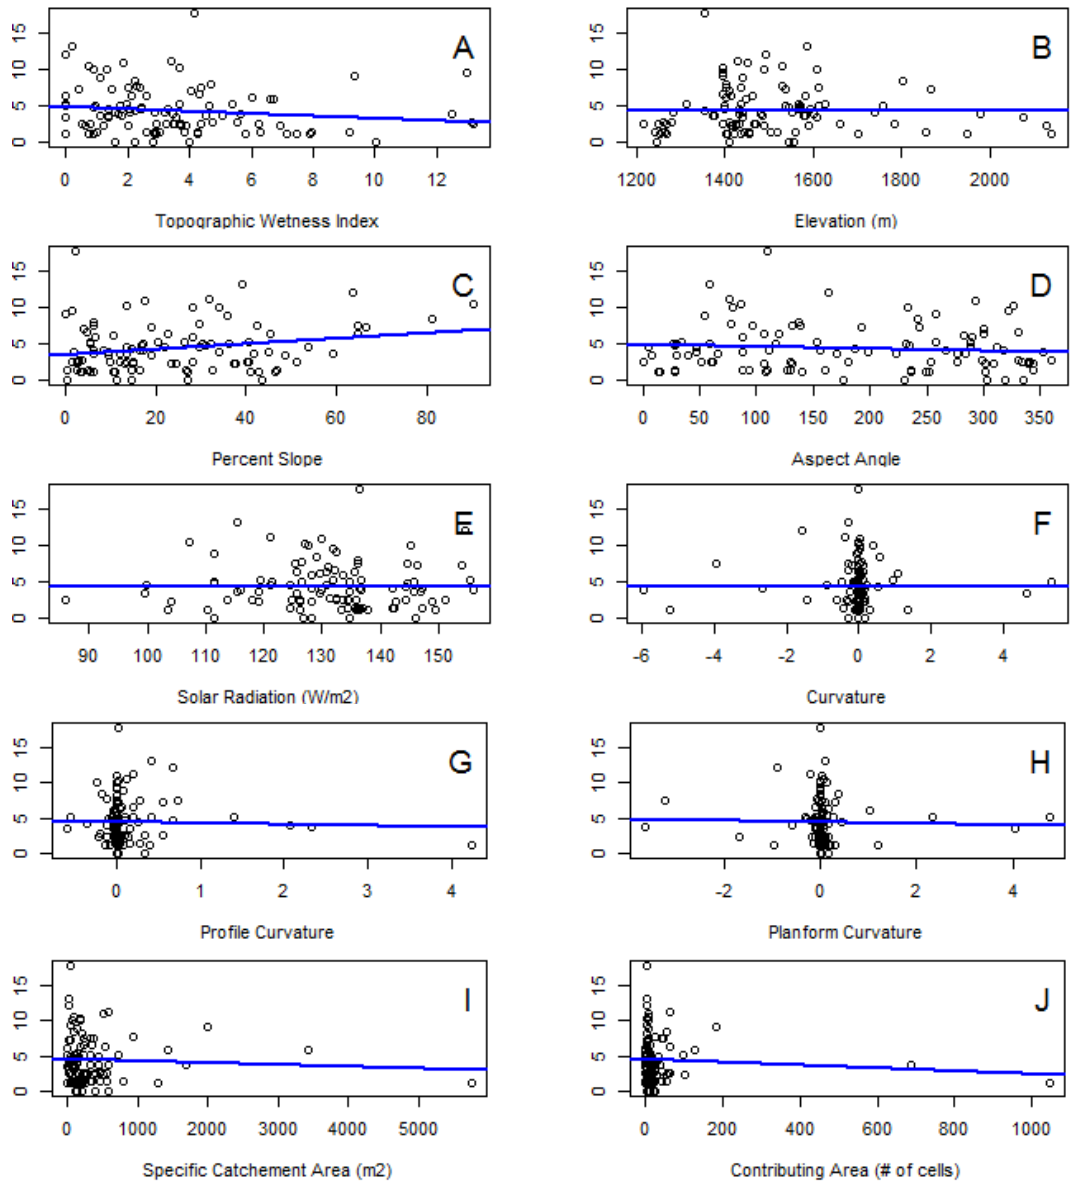 A
0 5 10 15
0 2 4 6 8 10 12
Topographic Wetness Index
B
0 5 10 15
1200 1400 1600 1800 2000
Elevation (m)
C
0 5 10 15
0 20 40 60 80
Percent Slope
D
0 5 10 15
0 50 100 150 200 250 300 350
Aspect Angle
E
0 5 10 15
90 100 110 120 130 140 150
Solar Radiation (W/m2)
F
0 5 10 15
-6 -4 -2 0 2 4
Curvature
G
0 5 10 15
0 1 2 3 4
Profile Curvature
H
0 5 10 15
-2 0 2 4
Planform Curvature
I
0 5 10 15
0 1000 2000 3000 4000 5000
Specific Catchement Area (m2)
J
0 5 10 15
0 200 400 600 800 1000
Contributing Area (# of cells)